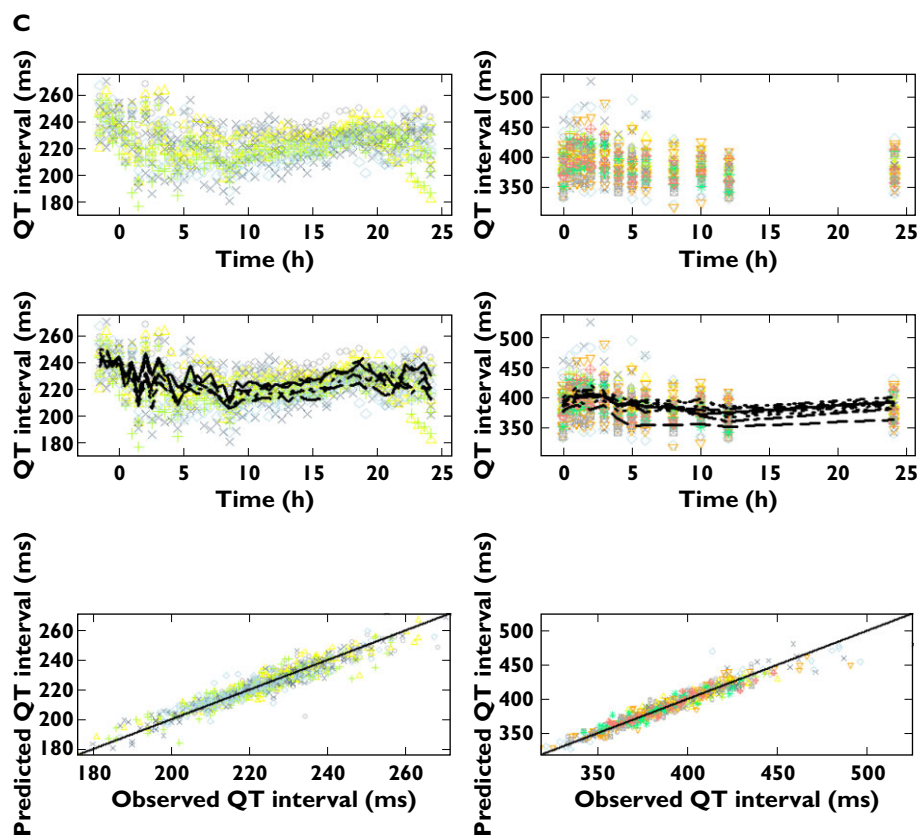 C
QT interval (ms)
260
240
220
200
180
0 5 10 15 20 25
Time (h)
QT interval (ms)
500
450
400
350
0 5 10 15 20 25
Time (h)
QT interval (ms)
260
240
220
200
180
0 5 10 15 20 25
Time (h)
QT interval (ms)
500
450
400
350
0 5 10 15 20 25
Time (h)
Predicted QT interval (ms)
260
240
220
200
180
180 200 220 240 260
Observed QT interval (ms)
Predicted QT interval (ms)
500
450
400
350
350 400 450 500
Observed QT interval (ms)